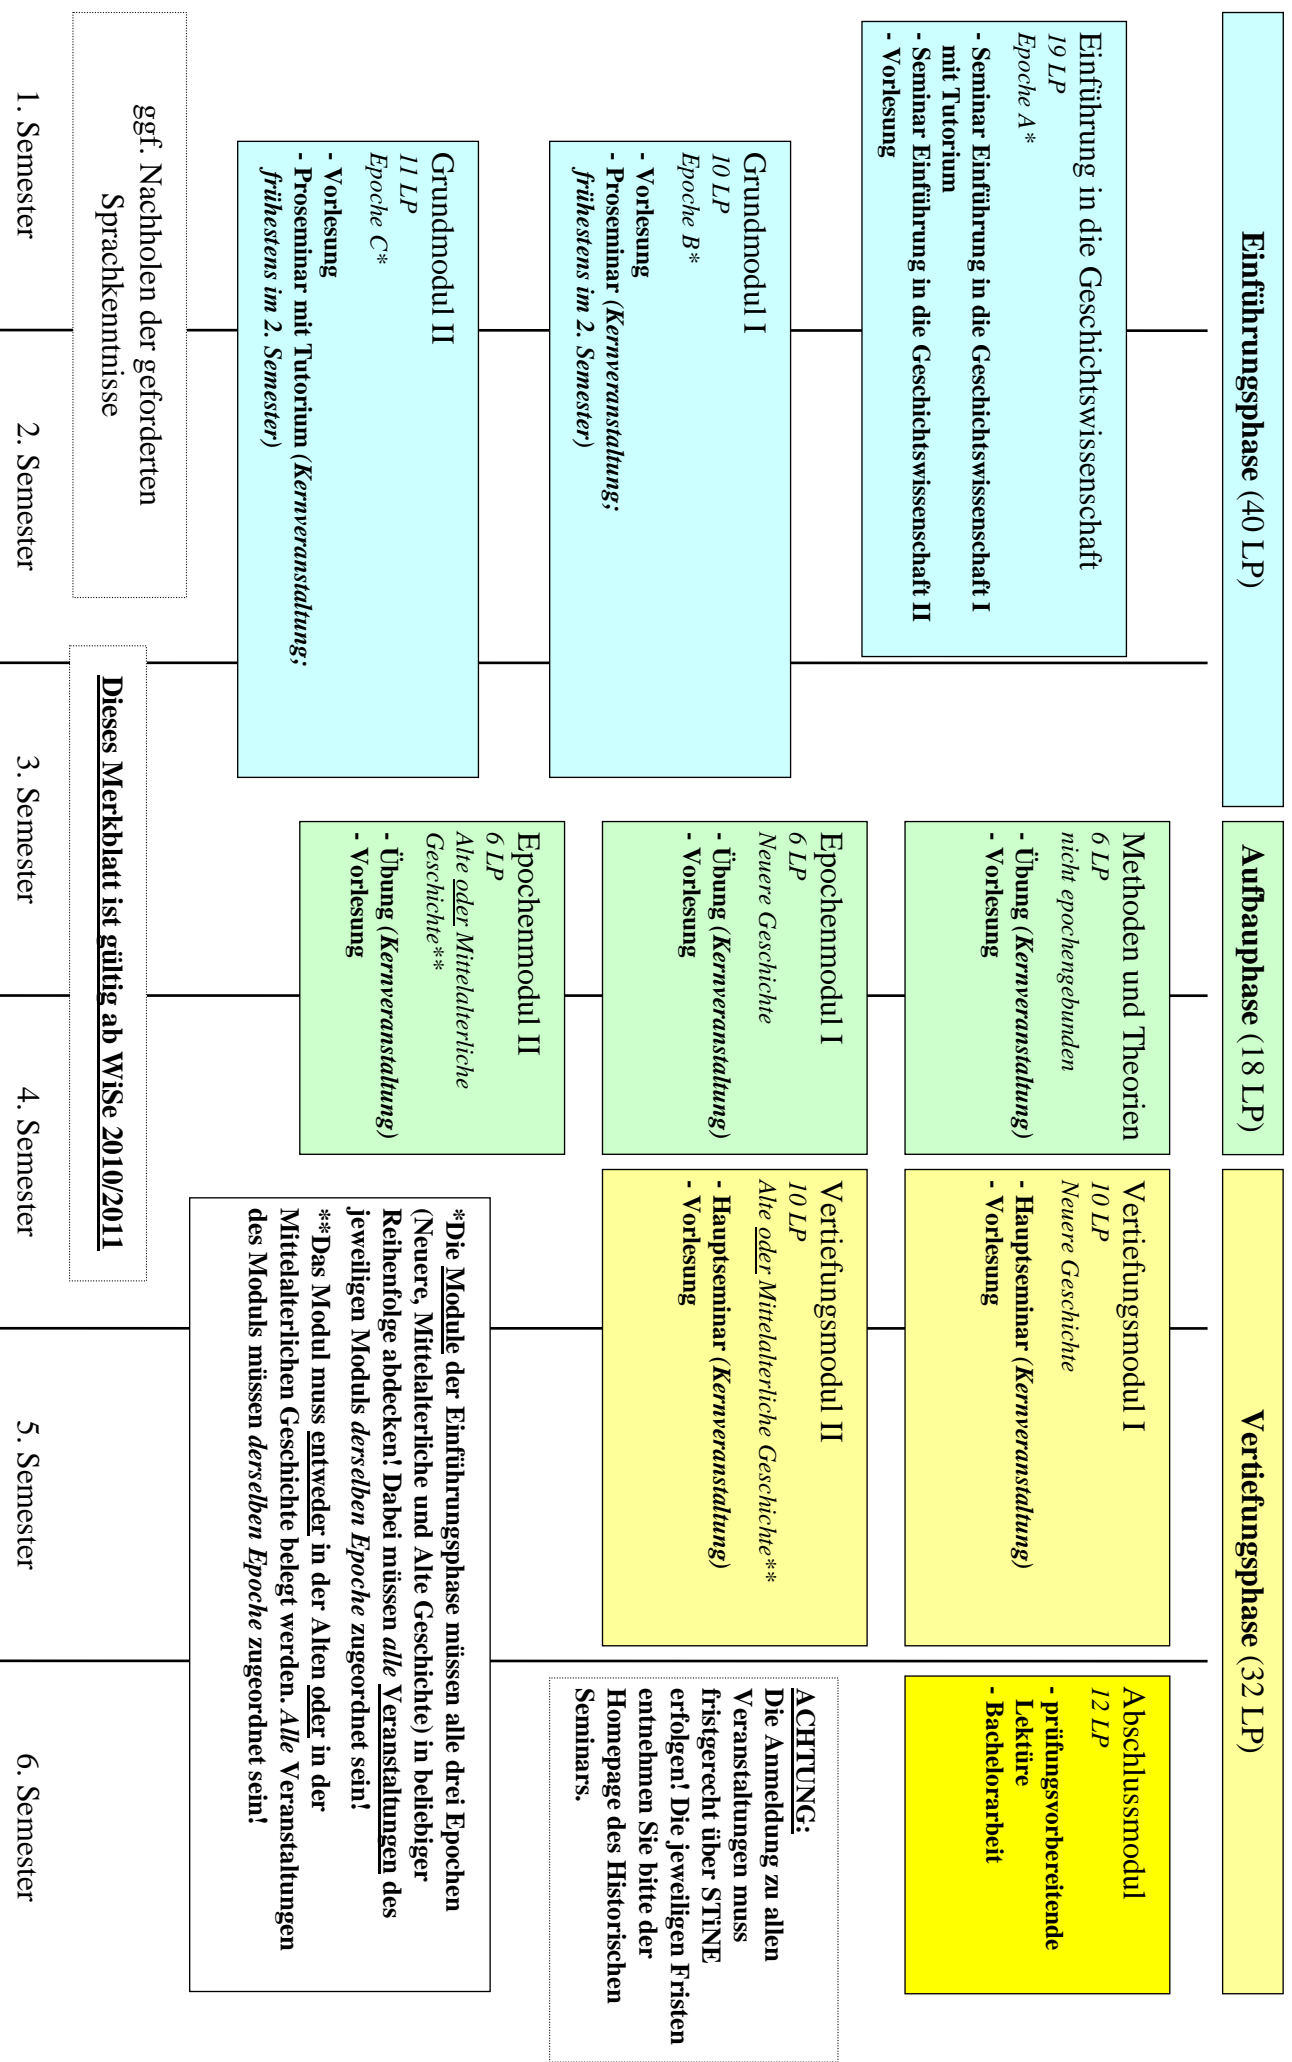 Einführungsphase (40 LP)
Aufbauphase (18 LP)
Vertiefungsphase (32 LP)
Einführung in die Geschichtswissenschaft
19 LP
Epoche A*
- Seminar Einführung in die Geschichtswissenschaft I
mit Tutorium
- Seminar Einführung in die Geschichtswissenschaft II
- Vorlesung
Methoden und Theorien
6 LP
nicht epochengebunden
- Übung (Kernveranstaltung)
- Vorlesung
Vertiefungsmodul I
10 LP
Neuere Geschichte
- Hauptseminar (Kernveranstaltung)
- Vorlesung
Abschlussmodul
12 LP
- prüfungsvorbereitende
Lektüre
- Bachelorarbeit
Grundmodul I
10 LP
Epoche B*
- Vorlesung
- Proseminar (Kernveranstaltung;
frühestens im 2. Semester)
Epochenmodul I
6 LP
Neuere Geschichte
- Übung (Kernveranstaltung)
- Vorlesung
Vertiefungsmodul II
10 LP
Alte oder Mittelalterliche Geschichte**
- Hauptseminar (Kernveranstaltung)
- Vorlesung
ACHTUNG:
Die Anmeldung zu allen
Veranstaltungen muss
fristgerecht über STiNE
erfolgen! Die jeweiligen Fristen
entnehmen Sie bitte der
Homepage des Historischen
Seminars.
Grundmodul II
11 LP
Epoche C*
- Vorlesung
- Proseminar mit Tutorium (Kernveranstaltung;
frühestens im 2. Semester)
Epochenmodul II
6 LP
Alte oder Mittelalterliche
Geschichte**
- Übung (Kernveranstaltung)
- Vorlesung
*Die Module der Einführungsphase müssen alle drei Epochen
(Neuere, Mittelalterliche und Alte Geschichte) in beliebiger
Reihenfolge abdecken! Dabei müssen alle Veranstaltungen des
jeweiligen Moduls derselben Epoche zugeordnet sein!
**Das Modul muss entweder in der Alten oder in der
Mittelalterlichen Geschichte belegt werden. Alle Veranstaltungen
des Moduls müssen derselben Epoche zugeordnet sein!
ggf. Nachholen der geforderten
Sprachkenntnisse
Dieses Merkblatt ist gültig ab WiSe 2010/2011
1. Semester
2. Semester
3. Semester
4. Semester
5. Semester
6. Semester